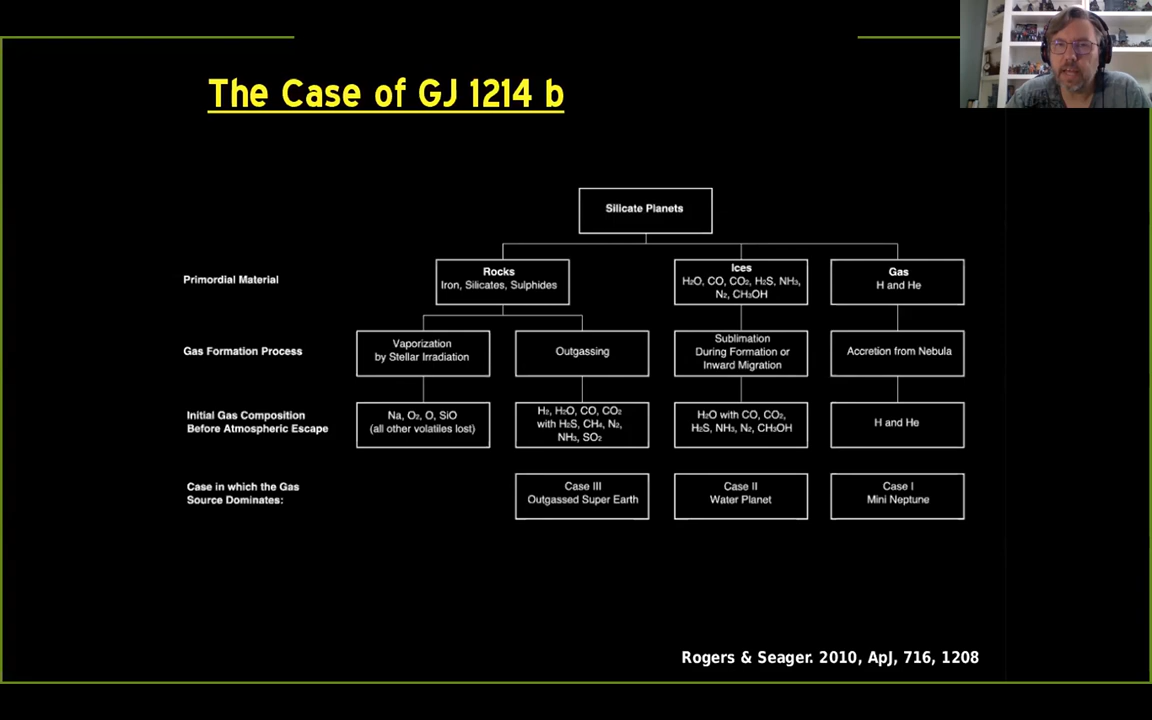 The Case of GJ 1214 b
Silicate Planets
Primordial Material
Rocks
Iron, Silicates, Sulphides
Ices
H₂O, CO, CO₂, H₂S, NH₃,
N₂, CH₃OH
Gas
H and He
Gas Formation Process
Vaporization
by Stellar Irradiation
Outgassing
Sublimation
During Formation or
Inward Migration
Accretion from Nebula
Initial Gas Composition
Before Atmospheric Escape
Na, O₂, O, SiO
(all other volatiles lost)
H₂, H₂O, CO, CO₂
with H₂S, CH₄, N₂,
NH₃, SO₂
H₂O with CO, CO₂,
H₂S, NH₃, N₂, CH₃OH
H and He
Case in which the Gas
Source Dominates:
Case III
Outgassed Super Earth
Case II
Water Planet
Case I
Mini Neptune
Rogers & Seager. 2010, ApJ, 716, 1208